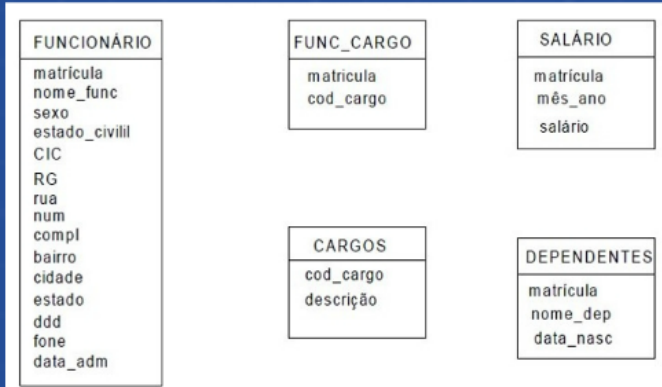 FUNCIONÁRIO
matrícula
nome_func
sexo
estado_civilil
CIC
RG
rua
num
compl
bairro
cidade
estado
ddd
fone
data_adm
FUNC_CARGO
matricula
cod_cargo
SALÁRIO
matrícula
mês_ano
salário
CARGOS
cod_cargo
descrição
DEPENDENTES
matrícula
nome_dep
data_nasc